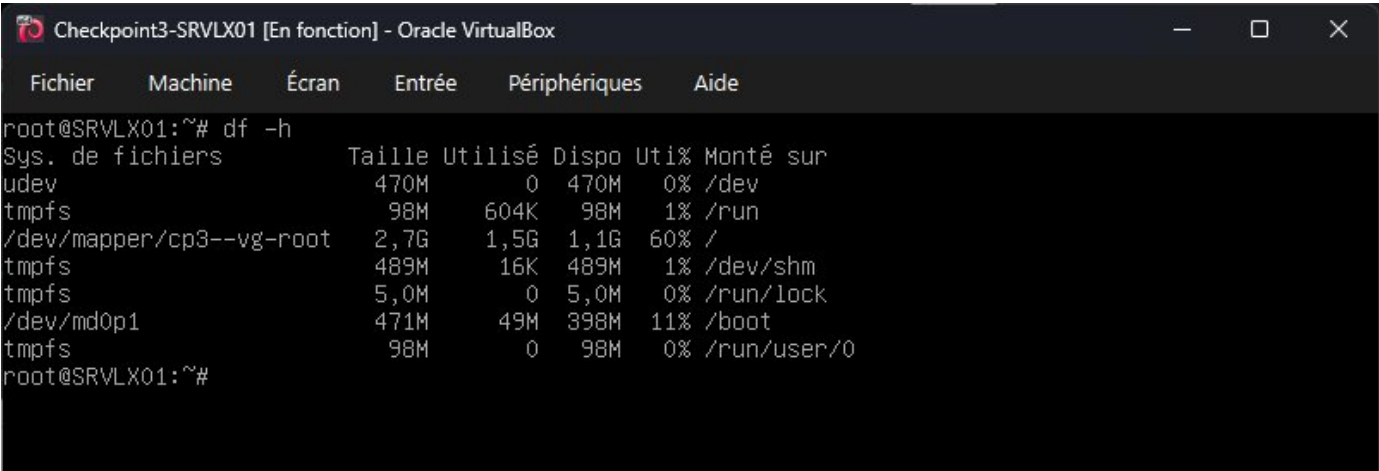 Checkpoint3-SRVLX01 [En fonction] - Oracle VirtualBox
Fichier Machine Écran Entrée Périphériques Aide
root@SRVLX01:~# df -h
Sys. de fichiers Taille Utilisé Dispo Uti% Monté sur
udev 470M 0 470M 0% /dev
tmpfs 98M 604K 98M 1% /run
/dev/mapper/cp3--vg-root 2,7G 1,5G 1,1G 60% /
tmpfs 489M 16K 489M 1% /dev/shm
tmpfs 5,0M 0 5,0M 0% /run/lock
/dev/md0p1 471M 49M 398M 11% /boot
tmpfs 98M 0 98M 0% /run/user/0
root@SRVLX01:~#